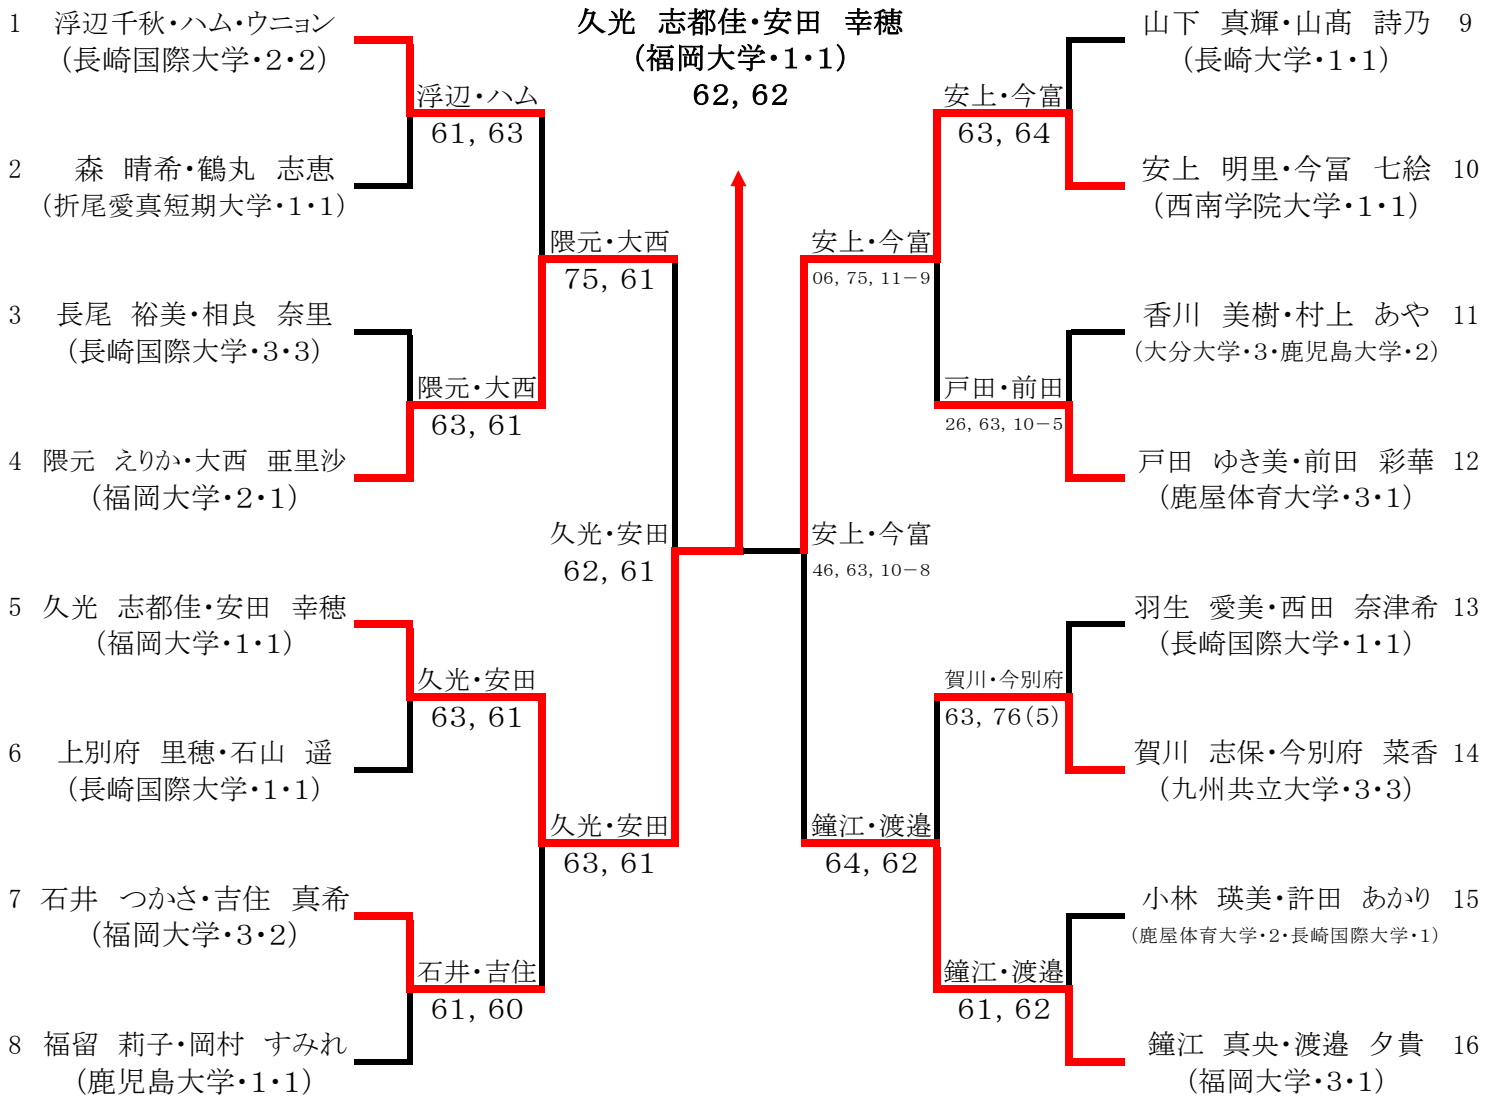 久光　志都佳・安田　幸穂
(福岡大学・1・1)
62, 62
1 浮辺千秋・ハム・ウニョン
(長崎国際大学・2・2)
浮辺・ハム
61, 63
2 森　晴希・鶴丸　志恵
(折尾愛真短期大学・1・1)
隈元・大西
75, 61
3 長尾　裕美・相良　奈里
(長崎国際大学・3・3)
隈元・大西
63, 61
4 隈元　えりか・大西　亜里沙
(福岡大学・2・1)
久光・安田
62, 61
5 久光　志都佳・安田　幸穂
(福岡大学・1・1)
久光・安田
63, 61
6 上別府　里穂・石山　遥
(長崎国際大学・1・1)
久光・安田
63, 61
7 石井　つかさ・吉住　真希
(福岡大学・3・2)
石井・吉住
61, 60
8 福留　莉子・岡村　すみれ
(鹿児島大学・1・1)
山下　真輝・山髙　詩乃 9
(長崎大学・1・1)
安上・今富
63, 64
安上　明里・今冨　七絵 10
(西南学院大学・1・1)
安上・今富
06, 75, 11－9
香川　美樹・村上　あや 11
(大分大学・3・鹿児島大学・2)
戸田・前田
26, 63, 10－5
戸田　ゆき美・前田　彩華 12
(鹿屋体育大学・3・1)
安上・今富
46, 63, 10－8
羽生　愛美・西田　奈津希 13
(長崎国際大学・1・1)
賀川・今別府
63, 76(5)
賀川　志保・今別府　菜香 14
(九州共立大学・3・3)
鐘江・渡邉
64, 62
小林　瑛美・許田　あかり 15
(鹿屋体育大学・2・長崎国際大学・1)
鐘江・渡邉
61, 62
鐘江　真央・渡邉　夕貴 16
(福岡大学・3・1)